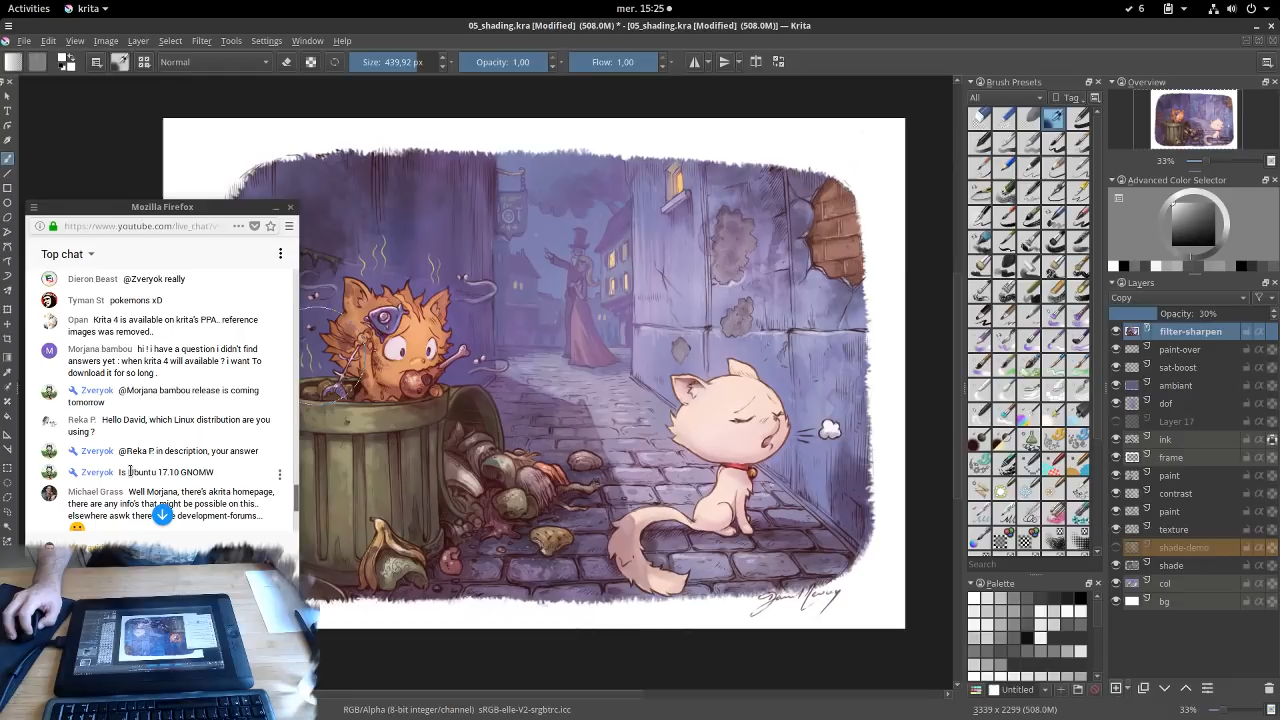 Activities
krita
mer. 15:25
6
05_shading.kra [Modified]  (508.0M) * - [05_shading.kra [Modified]  (508.0M)] — Krita
File Edit View Image Layer Select Filter Tools Settings Window Help
Normal
Size: 439,92 px
Opacity: 1,00
Flow: 1,00
Mozilla Firefox
https://www.youtube.com/live_chat?v
Top chat
Dieron Beast @Zveryok really
Tyman St pokemons xD
Opan Krita 4 is available on krita's PPA.. reference
images was removed..
Morjana bambou hi ! i have a question i didn't find
answers yet : when krita 4 will available ? i want To
download it for so long .
Zveryok @Morjana bambou release is coming
tomorrow
Reka P. Hello David, which Linux distribution are you
using ?
Zveryok @Reka P. in description, your answer
Zveryok Is Ubuntu 17.10 GNOMW
Michael Grass Well Morjana, there's akrita homepage,
there are any info's that might be possible on this..
elsewhere aswk there development-forums...
Brush Presets
All
Tag
Search
Palette
Untitled
Overview
33%
Advanced Color Selector
Layers
Copy
Opacity: 30%
filter-sharpen
paint-over
sat-boost
ambient
dof
Layer 17
ink
frame
paint
contrast
paint
texture
shade-demo
shade
col
bg
RGB/Alpha (8-bit integer/channel)  sRGB-elle-V2-srgbtrc.icc
3339 x 2299 (508.0M)
33%